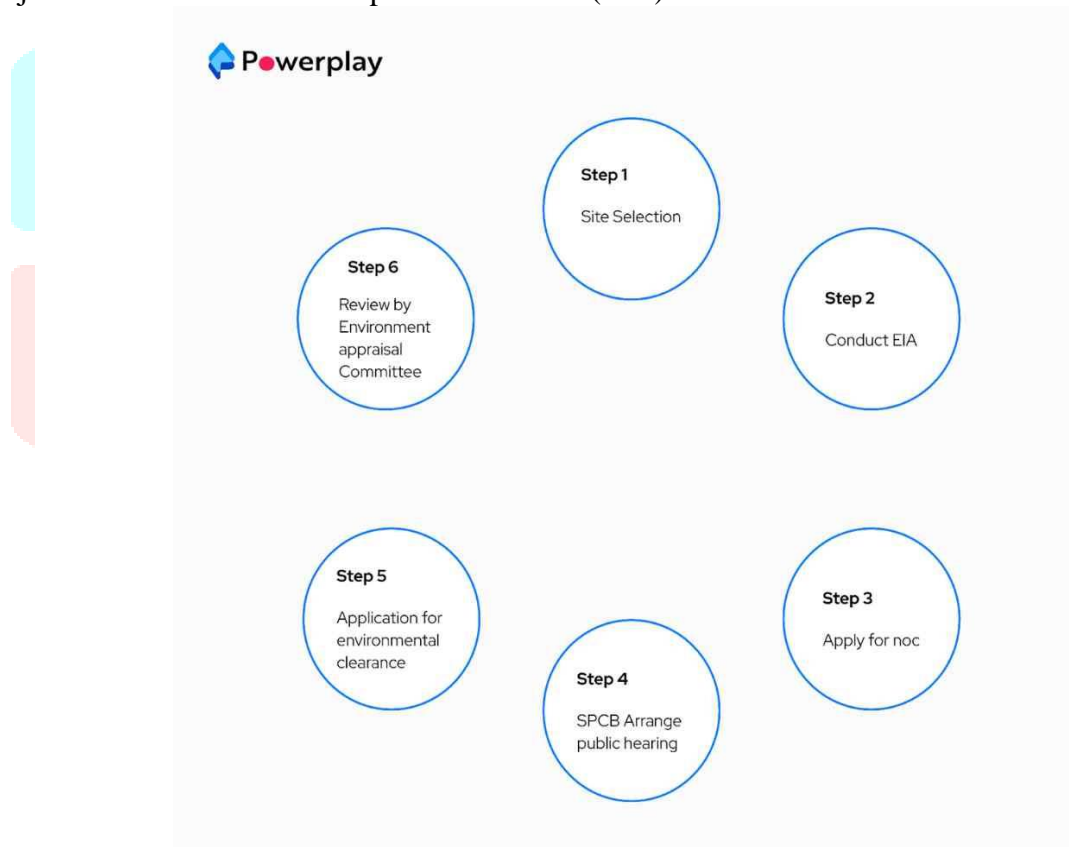 Powerplay
Step 1
Site Selection
Step 2
Conduct EIA
Step 3
Apply for noc
Step 4
SPCB Arrange
public hearing
Step 5
Application for
environmental
clearance
Step 6
Review by
Environment
appraisal
Committee